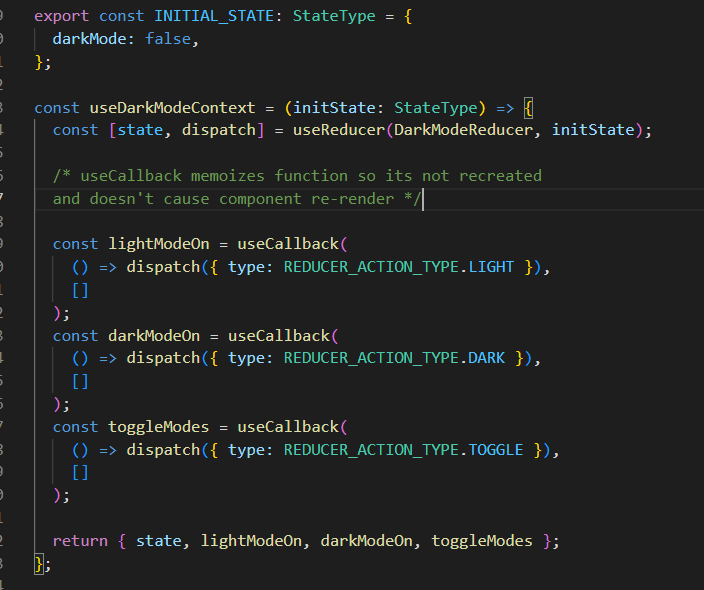 export const INITIAL_STATE: StateType = {
  darkMode: false,
};

const useDarkModeContext = (initState: StateType) => {
  const [state, dispatch] = useReducer(DarkModeReducer, initState);

  /* useCallback memoizes function so its not recreated
  and doesn't cause component re-render */

  const lightModeOn = useCallback(
    () => dispatch({ type: REDUCER_ACTION_TYPE.LIGHT }),
    []
  );
  const darkModeOn = useCallback(
    () => dispatch({ type: REDUCER_ACTION_TYPE.DARK }),
    []
  );
  const toggleModes = useCallback(
    () => dispatch({ type: REDUCER_ACTION_TYPE.TOGGLE }),
    []
  );

  return { state, lightModeOn, darkModeOn, toggleModes };
};